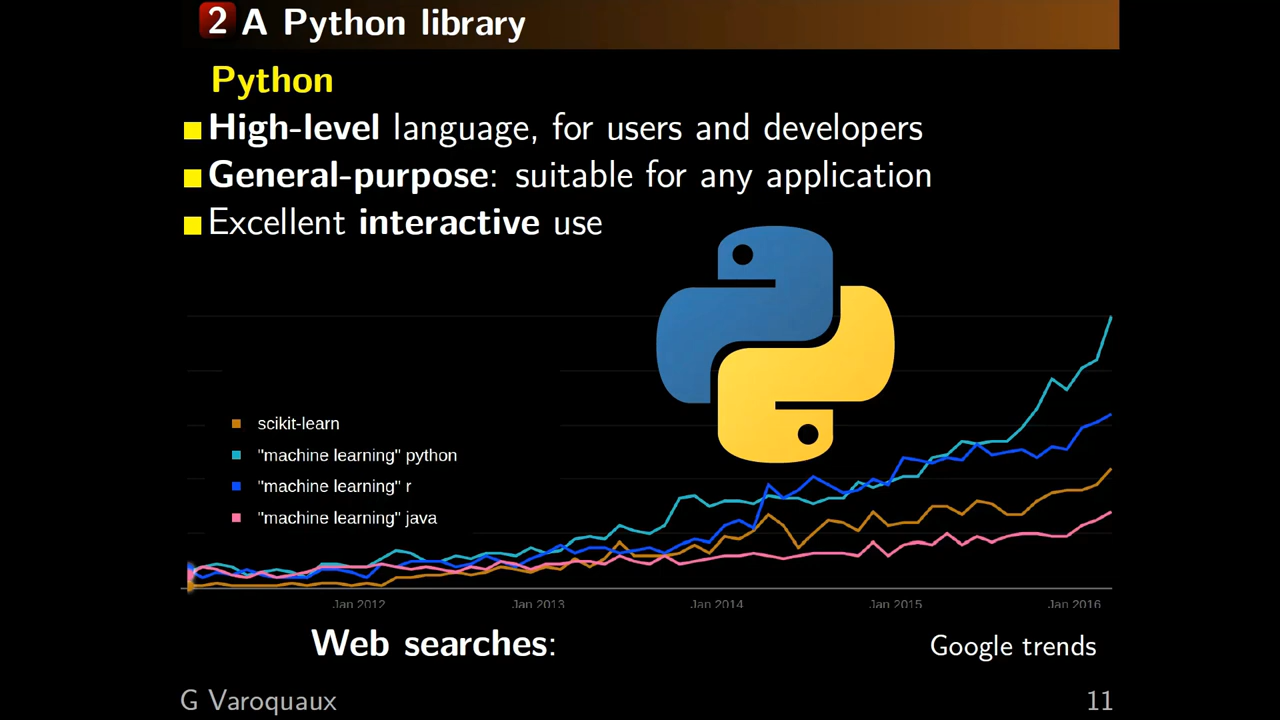 2 A Python library
Python
High-level language, for users and developers
General-purpose: suitable for any application
Excellent interactive use
scikit-learn
"machine learning" python
"machine learning" r
"machine learning" java
Jan 2012 Jan 2013 Jan 2014 Jan 2015 Jan 2016
Web searches: Google trends
G Varoquaux 11